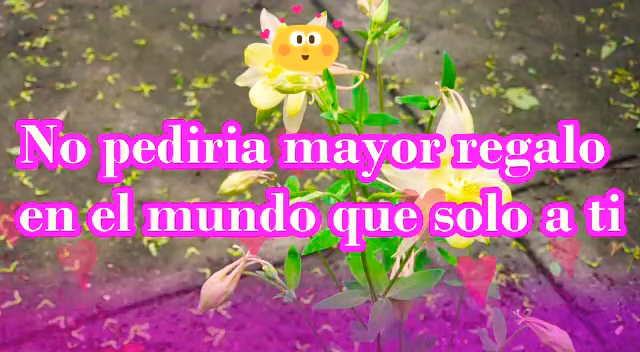 No pediria mayor regalo
en el mundo que solo a ti